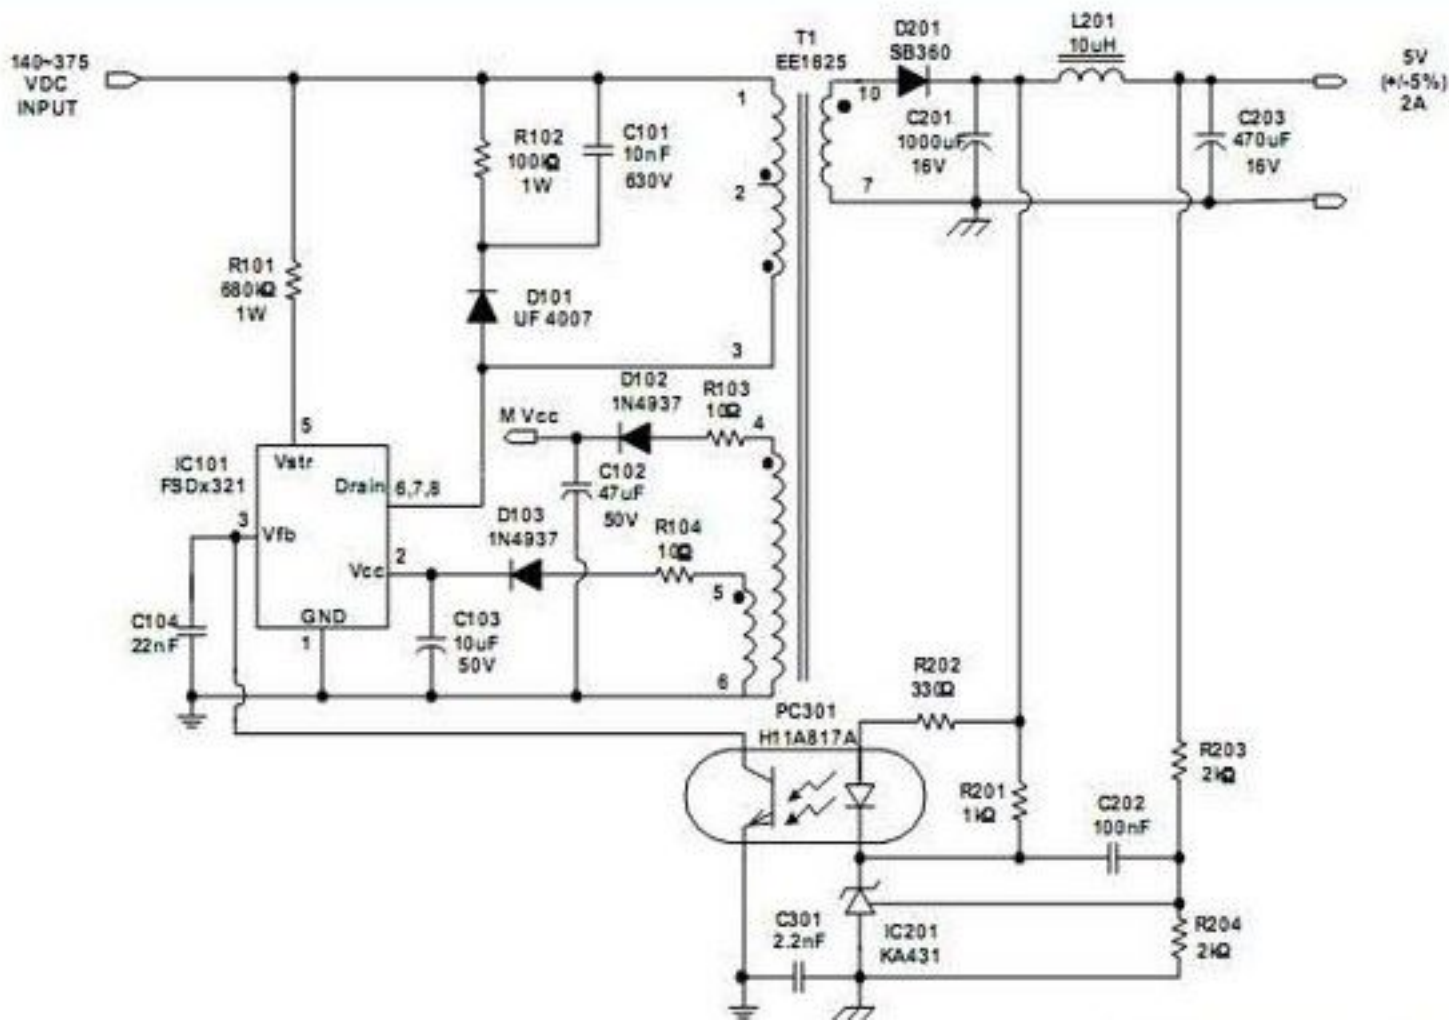 140~375
VDC
INPUT
T1
EE1625
D201
SB360
L201
10uH
5V
(+/-5%)
2A
1
10
R102
100kΩ
1W
C101
10nF
630V
C201
1000uF
16V
C203
470uF
16V
2
7
R101
680kΩ
1W
D101
UF 4007
3
D102
1N4937
R103
10Ω
M Vcc
4
5
Vstr
IC101
FSDx321
Drain
6,7,8
C102
47uF
50V
3
Vfb
D103
1N4937
R104
10Ω
2
Vcc
5
C104
22nF
GND
1
C103
10uF
50V
6
R202
330Ω
PC301
H11A817A
R203
2kΩ
R201
1kΩ
C202
100nF
C301
2.2nF
IC201
KA431
R204
2kΩ